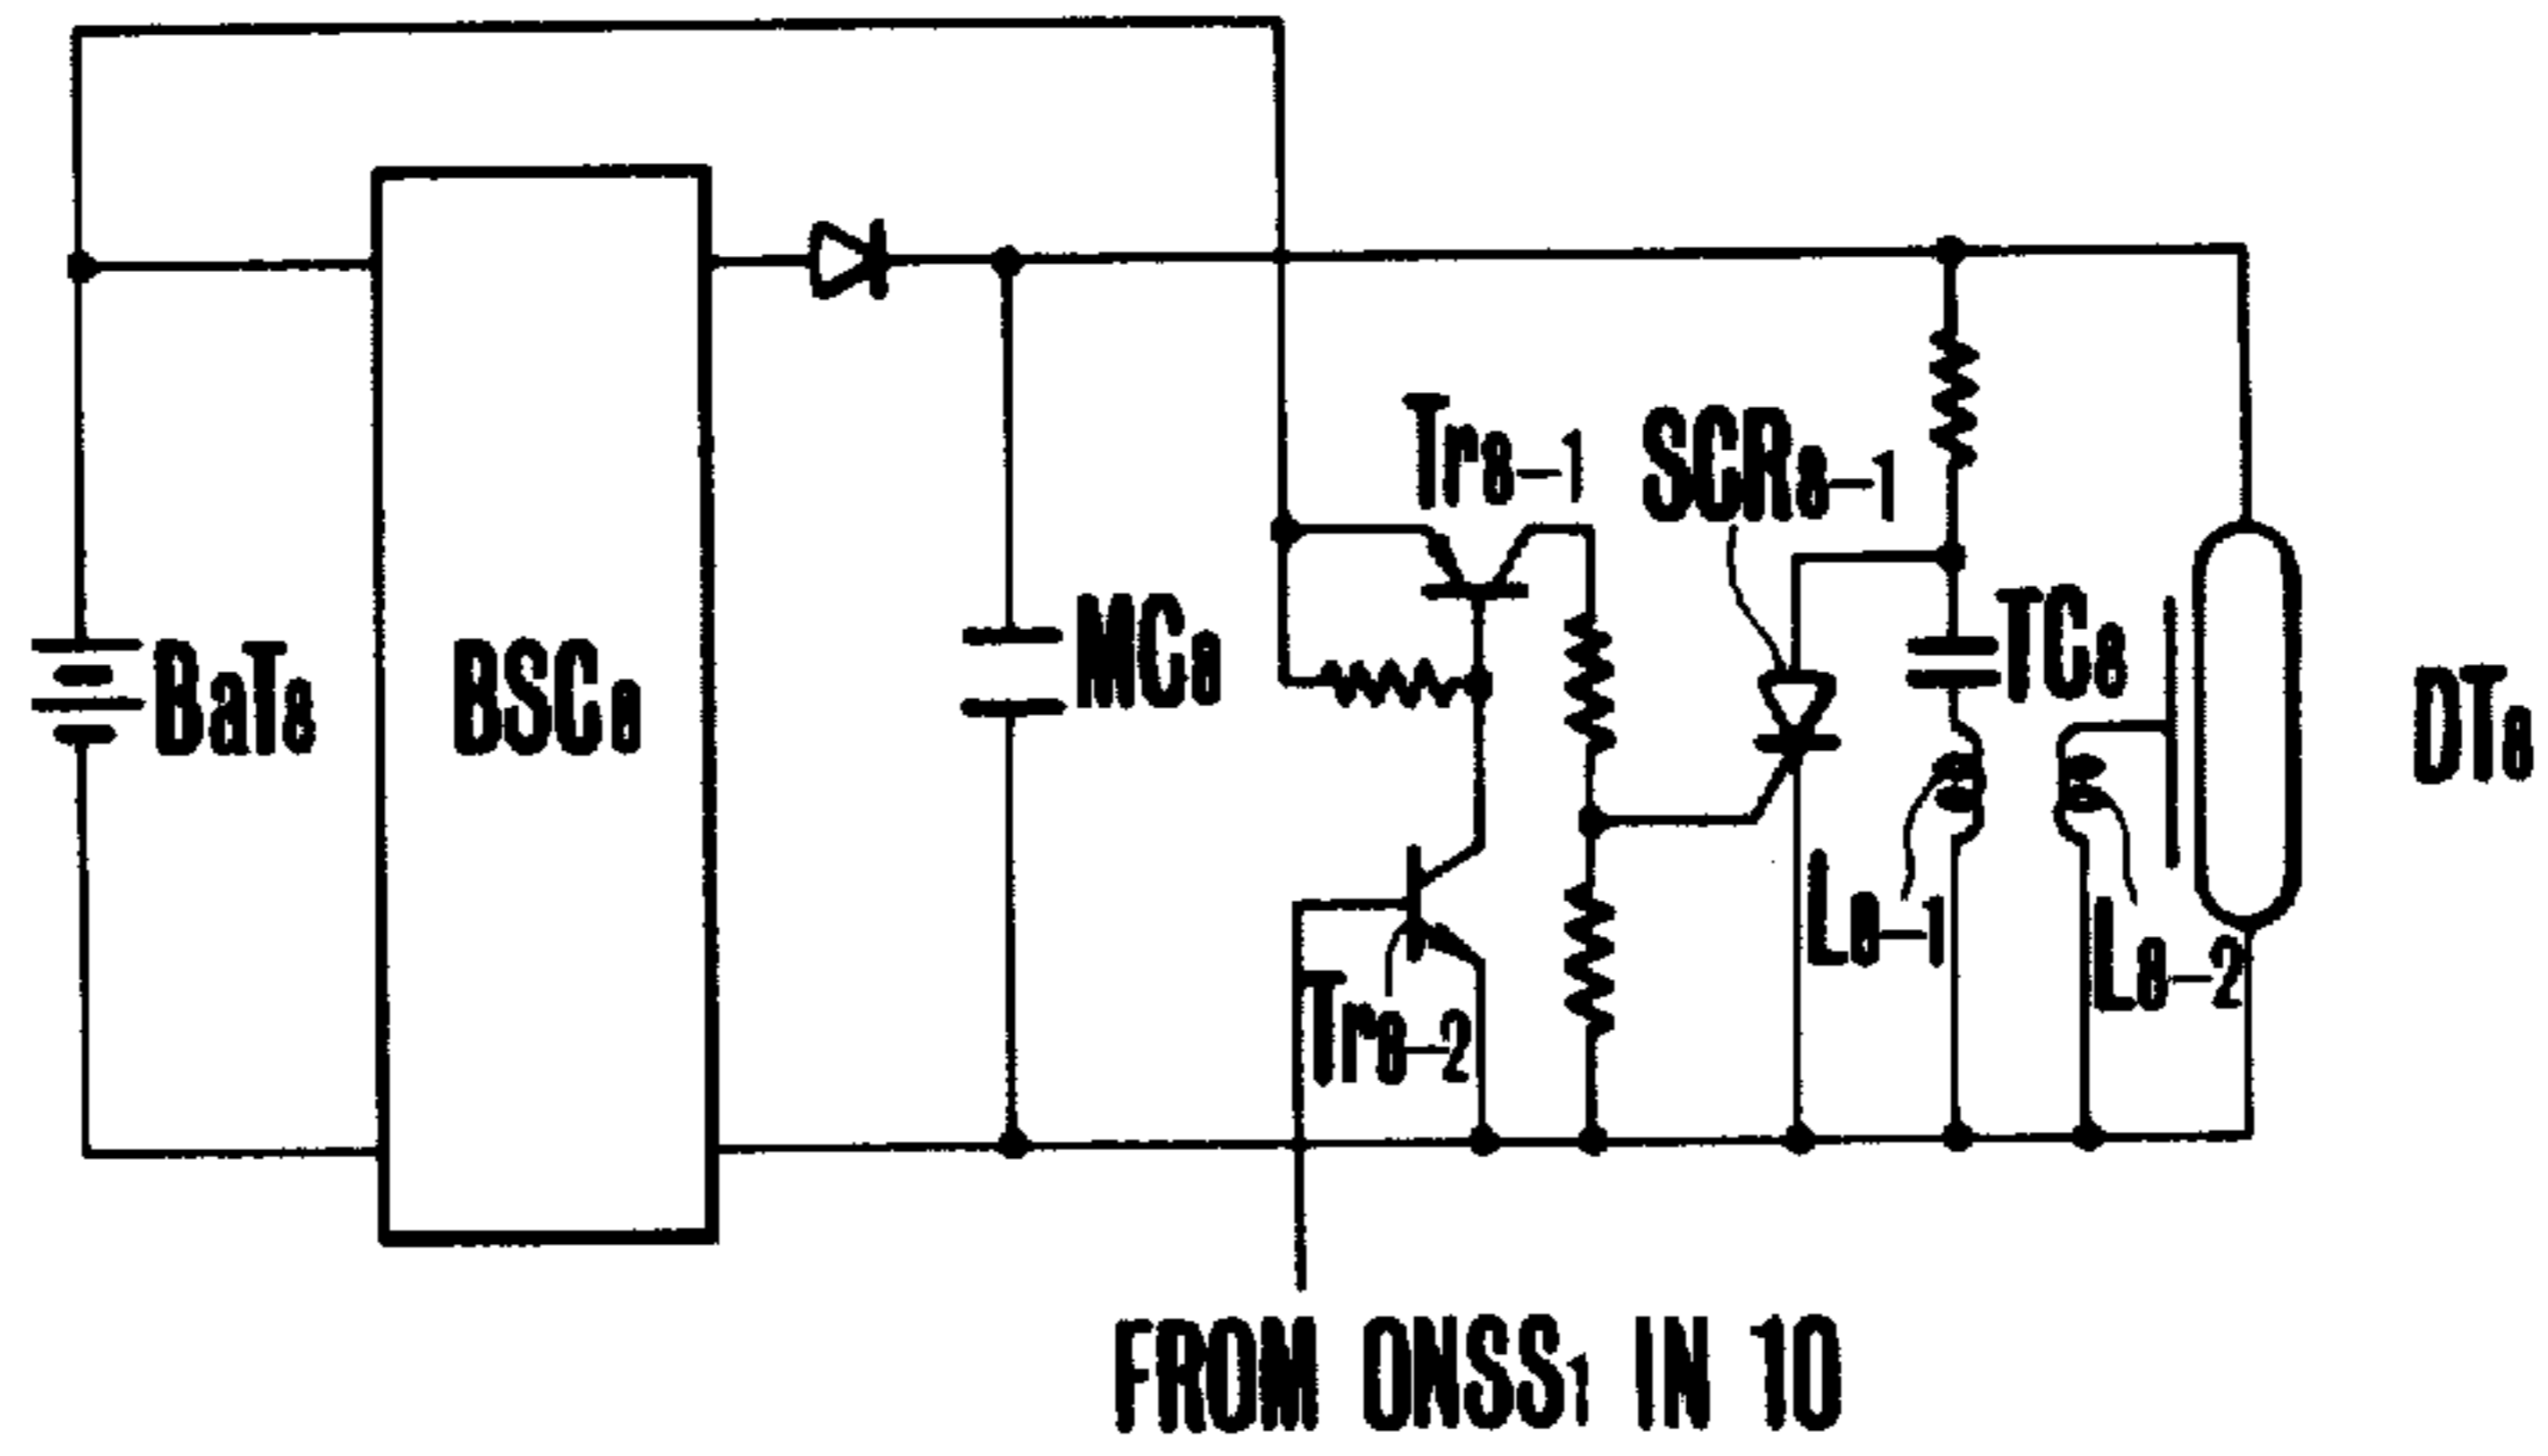 Tr8-1
SCR8-1
BaT8
BSC8
MC8
TC8
DT8
L8-1
L8-2
Tr8-2
FROM ONSS1 IN 10